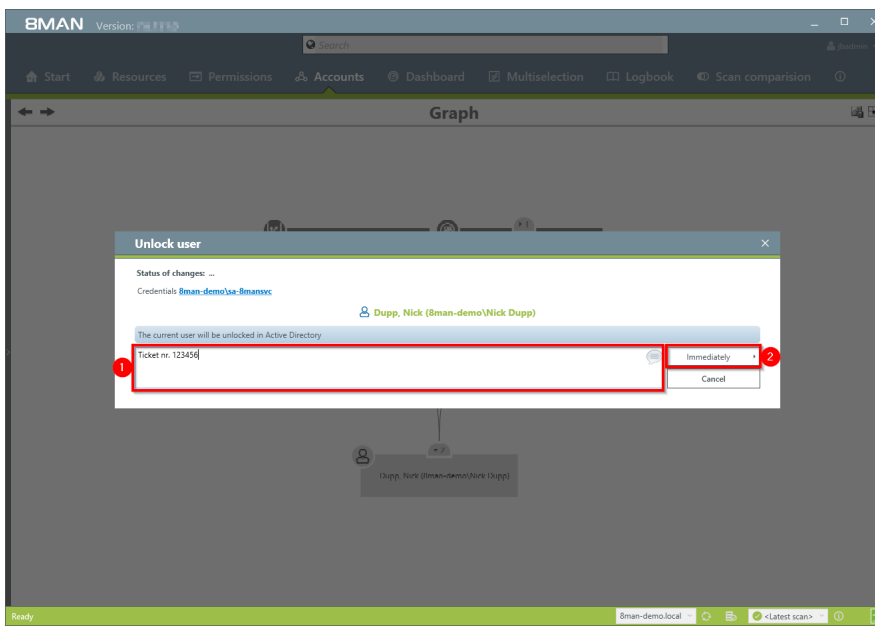 8MAN Version:
Search
jbadmin
Start Resources Permissions Accounts Dashboard Multiselection Logbook Scan comparision
Graph
Unlock user
Status of changes: ...
Credentials 8man-demo\sa-8mansvc
Dupp, Nick (8man-demo\Nick Dupp)
The current user will be unlocked in Active Directory
1 Ticket nr. 123456
Immediately 2
Cancel
+ 7
Dupp, Nick (8man-demo\Nick Dupp)
Ready 8man-demo.local <Latest scan>